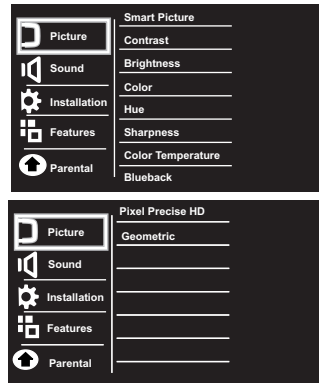 Smart Picture
Picture
Contrast
Sound
Brightness
Color
Installation
Hue
Features
Sharpness
Color Temperature
Parental
Blueback
Pixel Precise HD
Picture
Geometric
Sound
Installation
Features
Parental